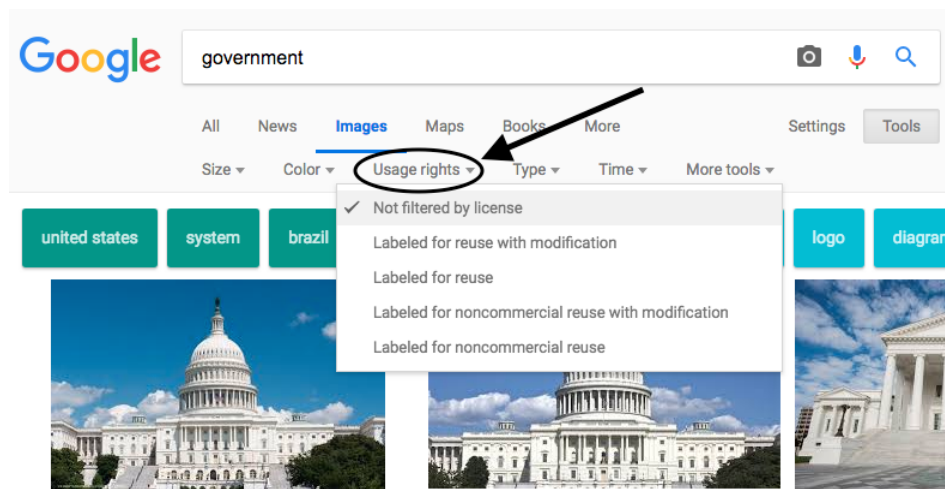 Google
government
All News Images Maps Books More Settings Tools
Size Color Usage rights Type Time More tools
Not filtered by license
Labeled for reuse with modification
Labeled for reuse
Labeled for noncommercial reuse with modification
Labeled for noncommercial reuse
united states system brazil logo